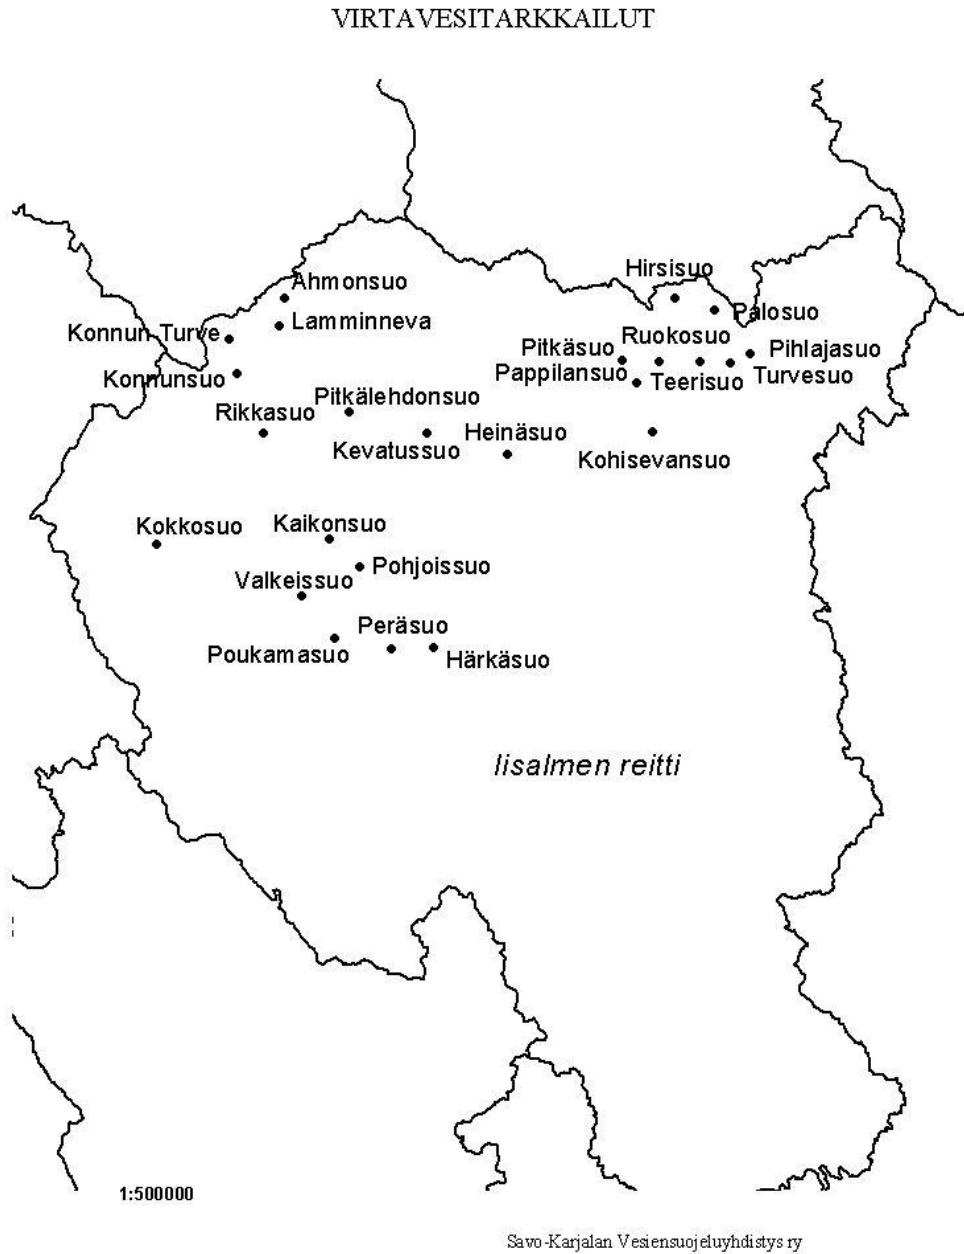 VIRTAVESITARKKAILUT
Hirsisuo
Ahmonsuo
Palosuo
Lamminneva
Konnun Turve
Ruokosuo
Pitkäsuo
Pihlajasuo
Pappilansuo
Teerisuo
Turvesuo
Konnunsuo
Pitkälehdonsuo
Rikkasuo
Heinäsuo
Kevatussuo
Kohisevansuo
Kokkosuo
Kaikonsuo
Pohjoissuo
Valkeissuo
Peräsuo
Poukamasuo
Härkäsuo
Iisalmen reitti
1:500000
Savo-Karjalan Vesiensuojeluyhdistys ry